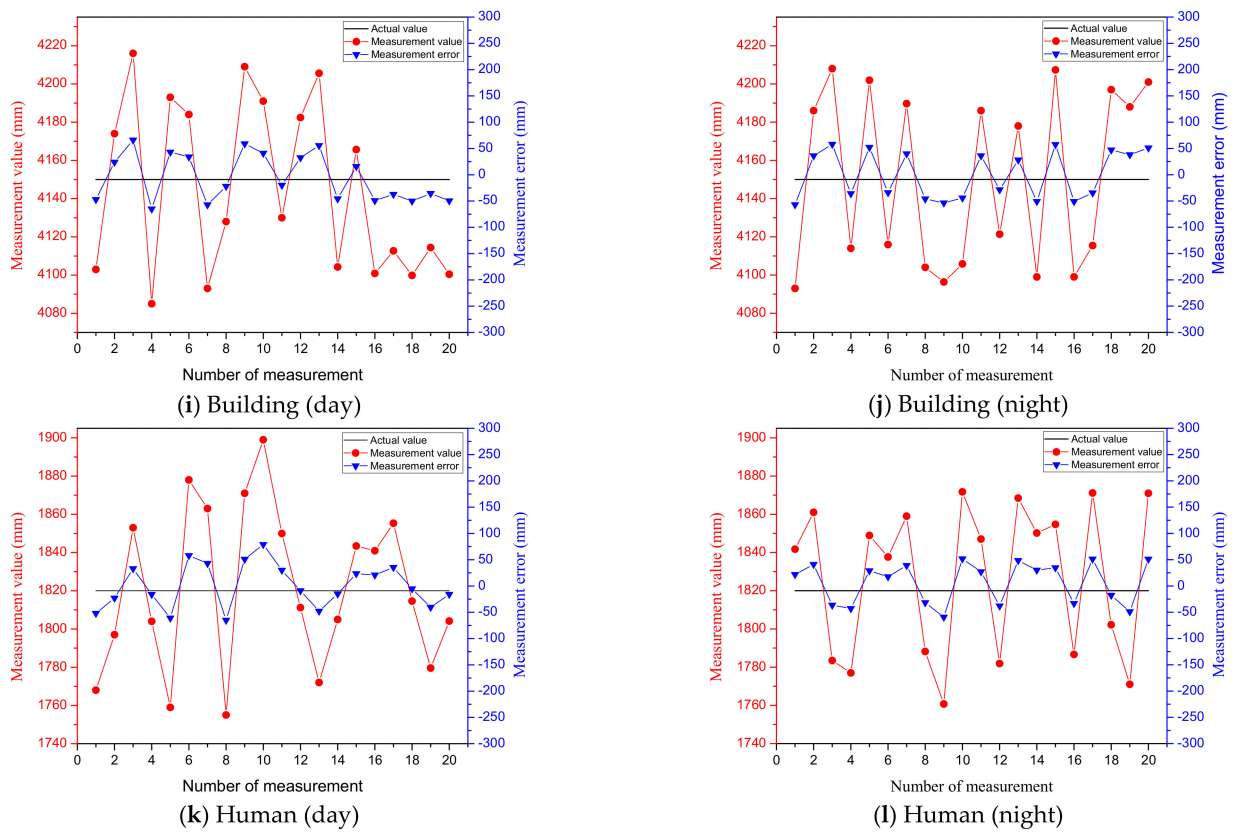 Actual value
Measurement value
Measurement error
Measurement value (mm)
4220
4200
4180
4160
4140
4120
4100
4080
300
250
200
150
100
50
0
-50
-100
-150
-200
-250
-300
Measurement error (mm)
0 2 4 6 8 10 12 14 16 18 20
Number of measurement
(i) Building (day)
Actual value
Measurement value
Measurement error
Measurement value (mm)
4220
4200
4180
4160
4140
4120
4100
4080
300
250
200
150
100
50
0
-50
-100
-150
-200
-250
-300
Measurement error (mm)
0 2 4 6 8 10 12 14 16 18 20
Number of measurement
(j) Building (night)
Actual value
Measurement value
Measurement error
Measurement value (mm)
1900
1880
1860
1840
1820
1800
1780
1760
1740
300
250
200
150
100
50
0
-50
-100
-150
-200
-250
-300
Measurement error (mm)
0 2 4 6 8 10 12 14 16 18 20
Number of measurement
(k) Human (day)
Actual value
Measurement value
Measurement error
Measurement value (mm)
1900
1880
1860
1840
1820
1800
1780
1760
1740
300
250
200
150
100
50
0
-50
-100
-150
-200
-250
-300
Measurement error (mm)
0 2 4 6 8 10 12 14 16 18 20
Number of measurement
(l) Human (night)